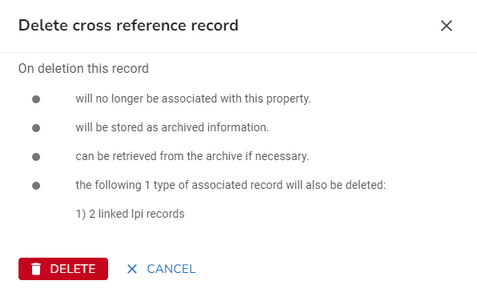 Delete cross reference record
On deletion this record
will no longer be associated with this property.
will be stored as archived information.
can be retrieved from the archive if necessary.
the following 1 type of associated record will also be deleted:
1) 2 linked lpi records
DELETE
CANCEL